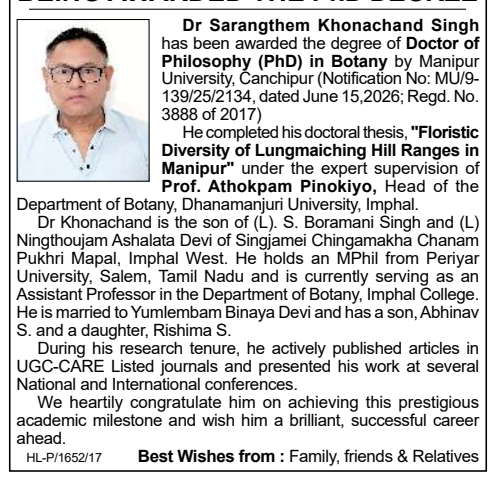 Dr Sarangthem Khonachand Singh
has been awarded the degree of Doctor of
Philosophy (PhD) in Botany by Manipur
University, Canchipur (Notification No: MU/9-
139/25/2134, dated June 15,2026; Regd. No.
3888 of 2017)
He completed his doctoral thesis, "Floristic
Diversity of Lungmaiching Hill Ranges in
Manipur" under the expert supervision of
Prof. Athokpam Pinokiyo, Head of the
Department of Botany, Dhanamanjuri University, Imphal.
Dr Khonachand is the son of (L). S. Boramani Singh and (L)
Ningthoujam Ashalata Devi of Singjamei Chingamakha Chanam
Pukhri Mapal, Imphal West. He holds an MPhil from Periyar
University, Salem, Tamil Nadu and is currently serving as an
Assistant Professor in the Department of Botany, Imphal College.
He is married to Yumlembam Binaya Devi and has a son, Abhinav
S. and a daughter, Rishima S.
During his research tenure, he actively published articles in
UGC-CARE Listed journals and presented his work at several
National and International conferences.
We heartily congratulate him on achieving this prestigious
academic milestone and wish him a brilliant, successful career
ahead.
HL-P/1652/17 Best Wishes from : Family, friends & Relatives